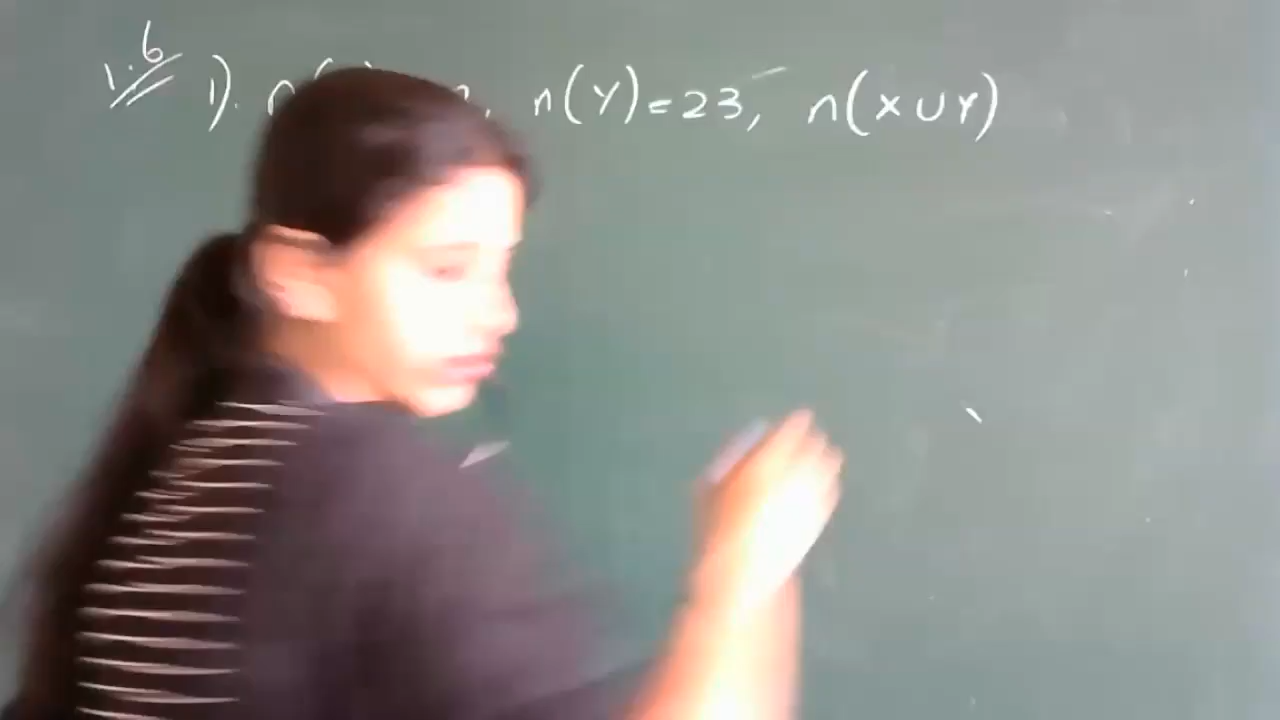 1.6 1). n( , n(Y)=23, n(X∪Y)